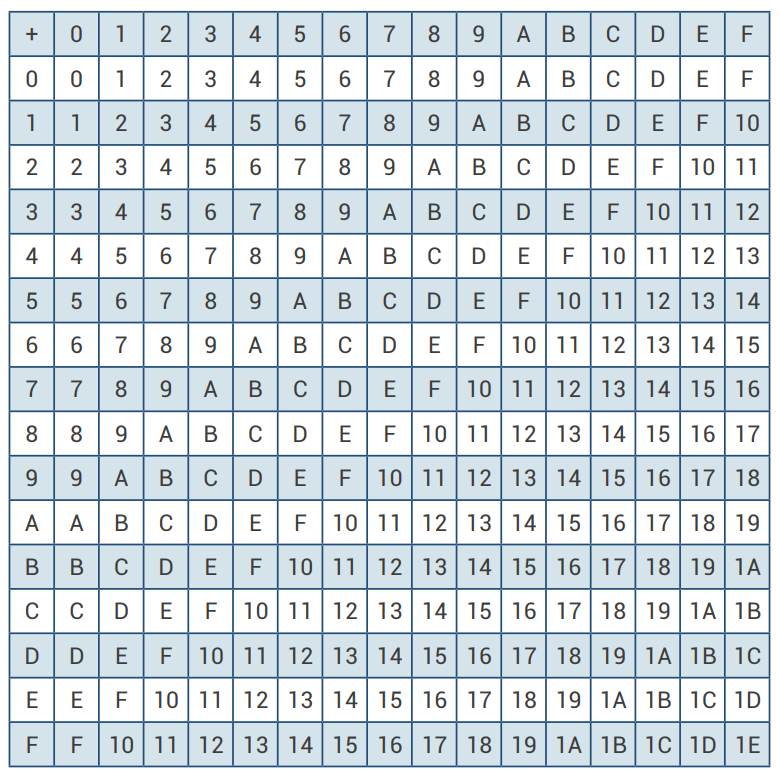 + 0 1 2 3 4 5 6 7 8 9 A B C D E F
0 0 1 2 3 4 5 6 7 8 9 A B C D E F
1 1 2 3 4 5 6 7 8 9 A B C D E F 10
2 2 3 4 5 6 7 8 9 A B C D E F 10 11
3 3 4 5 6 7 8 9 A B C D E F 10 11 12
4 4 5 6 7 8 9 A B C D E F 10 11 12 13
5 5 6 7 8 9 A B C D E F 10 11 12 13 14
6 6 7 8 9 A B C D E F 10 11 12 13 14 15
7 7 8 9 A B C D E F 10 11 12 13 14 15 16
8 8 9 A B C D E F 10 11 12 13 14 15 16 17
9 9 A B C D E F 10 11 12 13 14 15 16 17 18
A A B C D E F 10 11 12 13 14 15 16 17 18 19
B B C D E F 10 11 12 13 14 15 16 17 18 19 1A
C C D E F 10 11 12 13 14 15 16 17 18 19 1A 1B
D D E F 10 11 12 13 14 15 16 17 18 19 1A 1B 1C
E E F 10 11 12 13 14 15 16 17 18 19 1A 1B 1C 1D
F F 10 11 12 13 14 15 16 17 18 19 1A 1B 1C 1D 1E